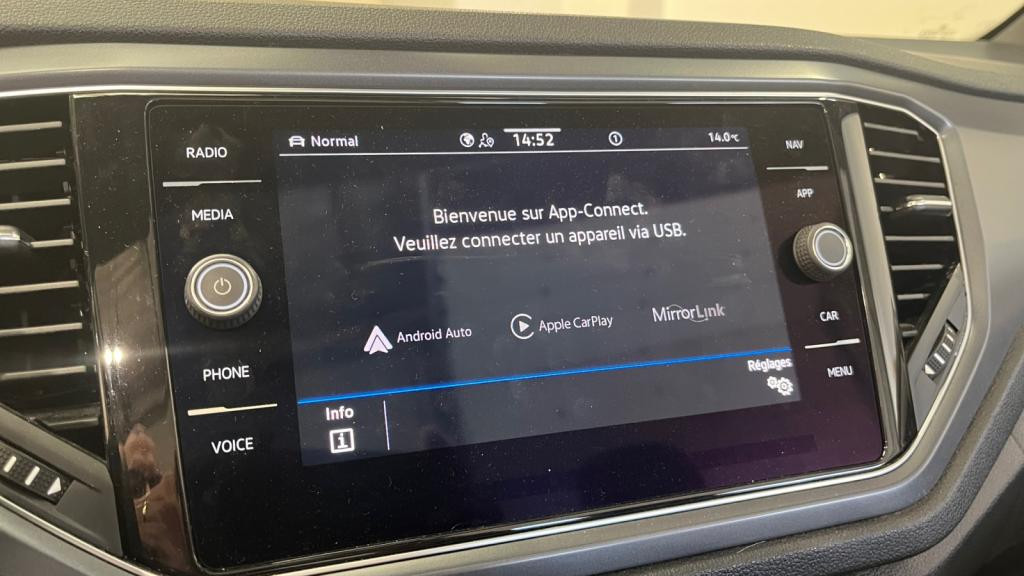 RADIO
MEDIA
PHONE
VOICE
Normal
14:52
14.0°C
Bienvenue sur App-Connect.
Veuillez connecter un appareil via USB.
Android Auto
Apple CarPlay
MirrorLink
Réglages
Info
NAV
APP
CAR
MENU